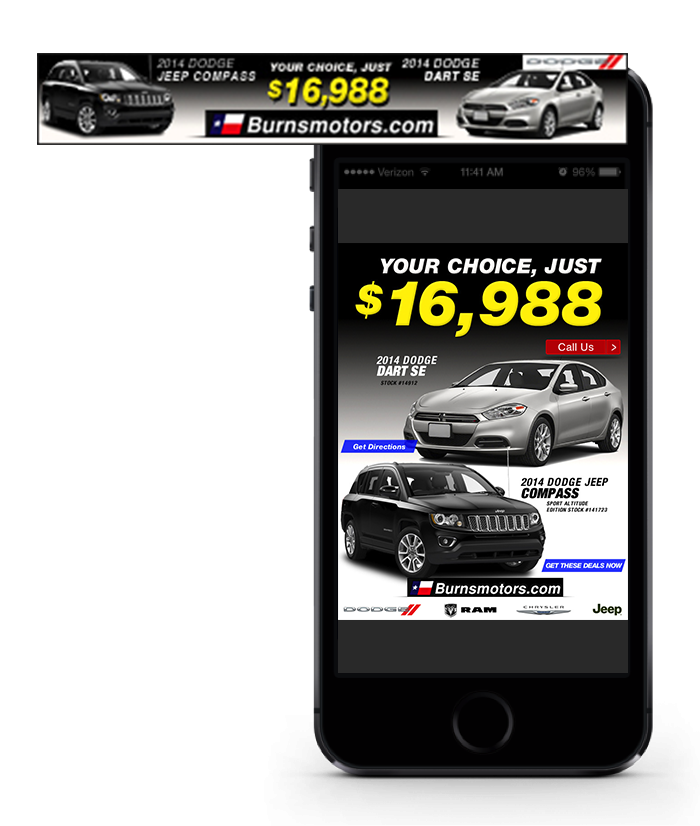 2014 DODGE
JEEP COMPASS
YOUR CHOICE, JUST
$16,988
2014 DODGE
DART SE
DODGE
Burnsmotors.com
Verizon 11:41 AM 96%
YOUR CHOICE, JUST
$16,988
Call Us >
2014 DODGE
DART SE
STOCK #14912
Get Directions
2014 DODGE JEEP
COMPASS
SPORT ALTITUDE
EDITION STOCK #141723
Jeep
GET THESE DEALS NOW
Burnsmotors.com
DODGE RAM CHRYSLER Jeep